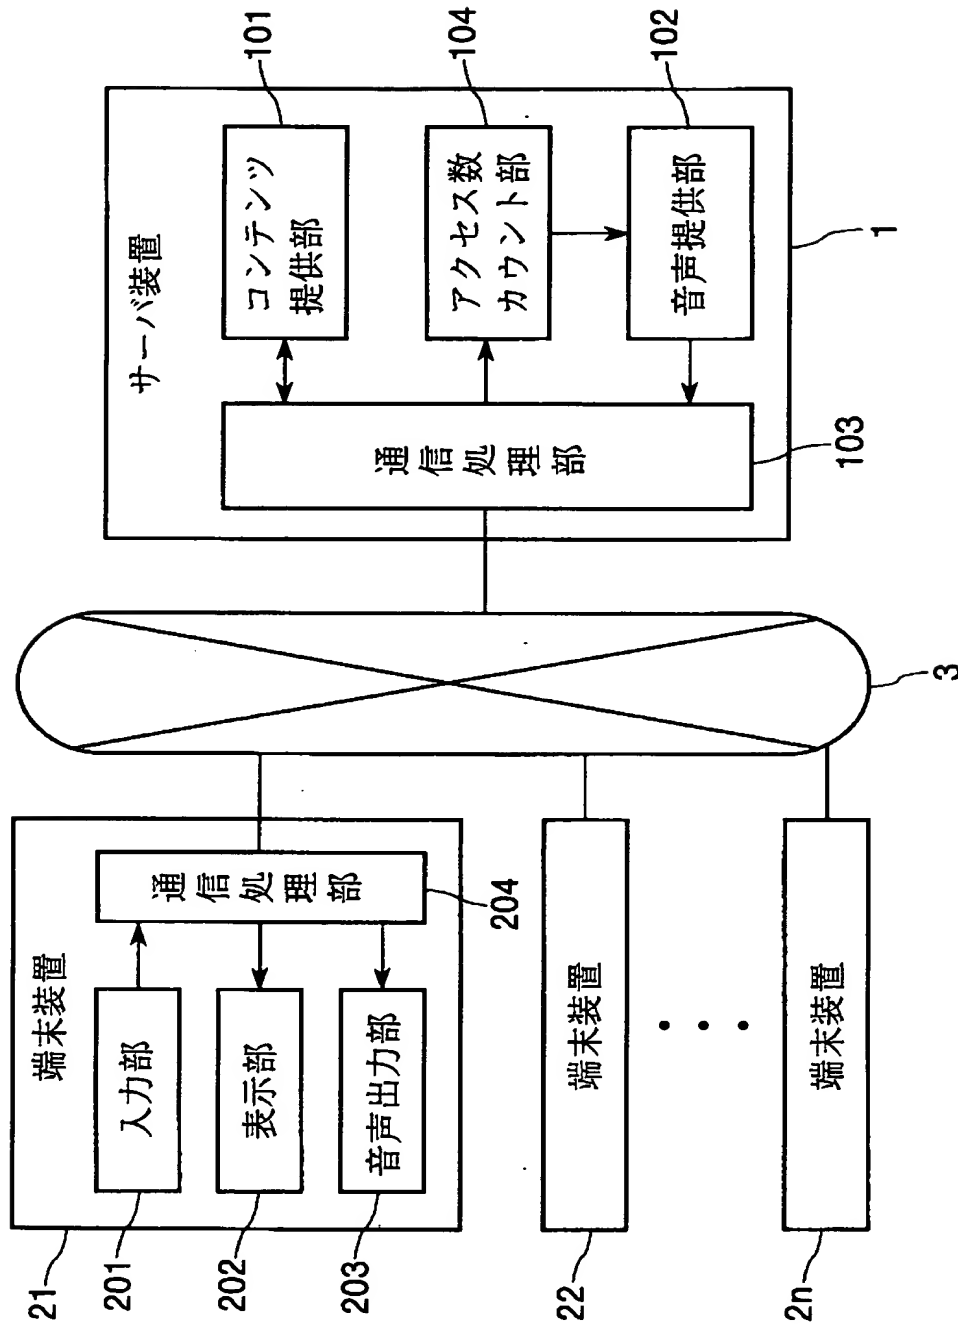 端末装置
21
入力部
201
表示部
202
音声出力部
203
通信処理部
204
端末装置
22
・・・
端末装置
2n
3
サーバ装置
1
コンテンツ
提供部
101
アクセス数
カウント部
104
音声提供部
102
通信処理部
103